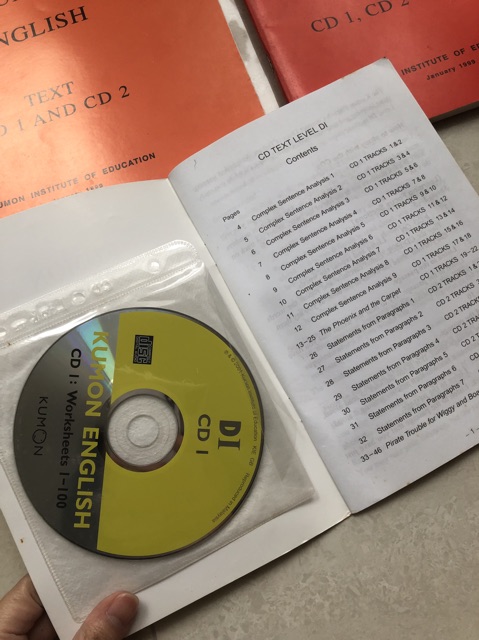 ENGLISH
TEXT
CD 1 AND CD 2
KUMON INSTITUTE OF EDUCATION
CD 1, CD 2
INSTITUTE OF
January 1999
CD TEXT LEVEL DI
Contents
Pages
4 Complex Sentence Analysis 1 CD 1 TRACKS 1 & 2
5 Complex Sentence Analysis 2 CD 1 TRACKS 3 & 4
6 Complex Sentence Analysis 3 CD 1 TRACKS 5 & 6
7 Complex Sentence Analysis 4 CD 1 TRACKS 7 & 8
8 Complex Sentence Analysis 5 CD 1 TRACKS 9 & 10
9 Complex Sentence Analysis 6 CD 1 TRACKS 11 & 12
10 Complex Sentence Analysis 7 CD 1 TRACKS 13 & 14
11 Complex Sentence Analysis 8 CD 1 TRACKS 15 & 16
12 Complex Sentence Analysis 9 CD 1 TRACKS 17 & 18
13–25 The Phoenix and the Carpet CD 1 TRACKS 19–22
26 Statements from Paragraphs 1 CD 2 TRACKS 1 &
27 Statements from Paragraphs 2 CD 2 TRACKS
28 Statements from Paragraphs 3 CD 2 TRACKS
29 Statements from Paragraphs 4 CD 2 TRACKS
30 Statements from Paragraphs 5 CD 2
31 Statements from Paragraphs 6 CD 2
32 Statements from Paragraphs 7 CD 2
33–46 Pirate Trouble for Wiggy and Boa
– 1
disc
DI
CD 1
KUMON ENGLISH
CD 1: Worksheets 1–100
KUMON